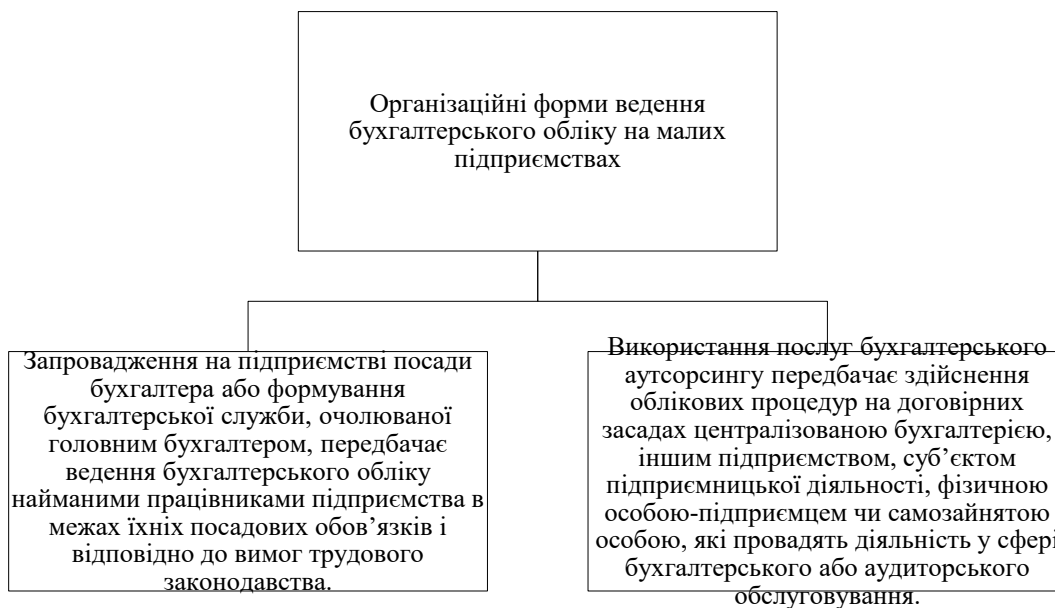 Організаційні форми ведення
бухгалтерського обліку на малих
підприємствах
Запровадження на підприємстві посади
бухгалтера або формування
бухгалтерської служби, очолюваної
головним бухгалтером, передбачає
ведення бухгалтерського обліку
найманими працівниками підприємства в
межах їхніх посадових обов’язків і
відповідно до вимог трудового
законодавства.
Використання послуг бухгалтерського
аутсорсингу передбачає здійснення
облікових процедур на договірних
засадах централізованою бухгалтерією,
іншим підприємством, суб’єктом
підприємницької діяльності, фізичною
особою-підприємцем чи самозайнятою
особою, які провадять діяльність у сфері
бухгалтерського або аудиторського
обслуговування.